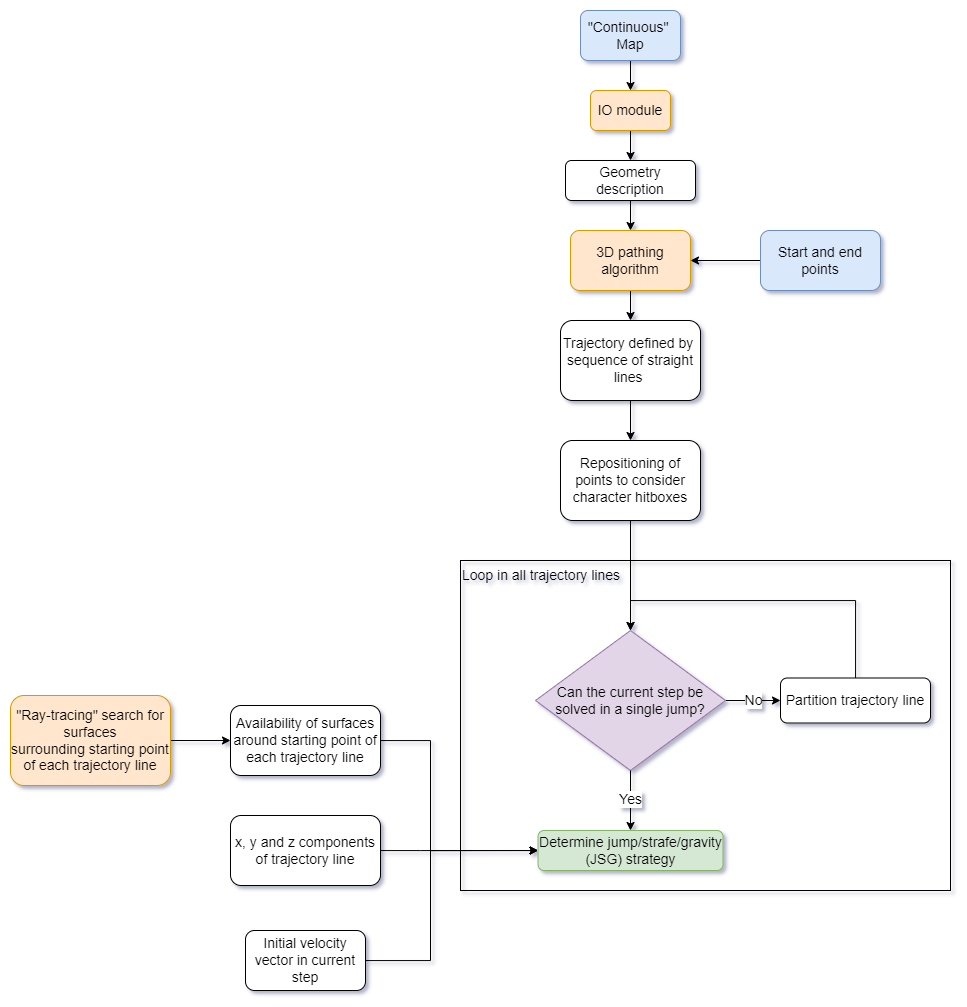 "Continuous"
Map
IO module
Geometry
description
3D pathing
algorithm
Start and end
points
Trajectory defined by
sequence of straight
lines
Repositioning of
points to consider
character hitboxes
Loop in all trajectory lines
Can the current step be
solved in a single jump?
No
Partition trajectory line
Yes
Determine jump/strafe/gravity
(JSG) strategy
"Ray-tracing" search for
surfaces
surrounding starting point
of each trajectory line
Availability of surfaces
around starting point of
each trajectory line
x, y and z components
of trajectory line
Initial velocity
vector in current
step